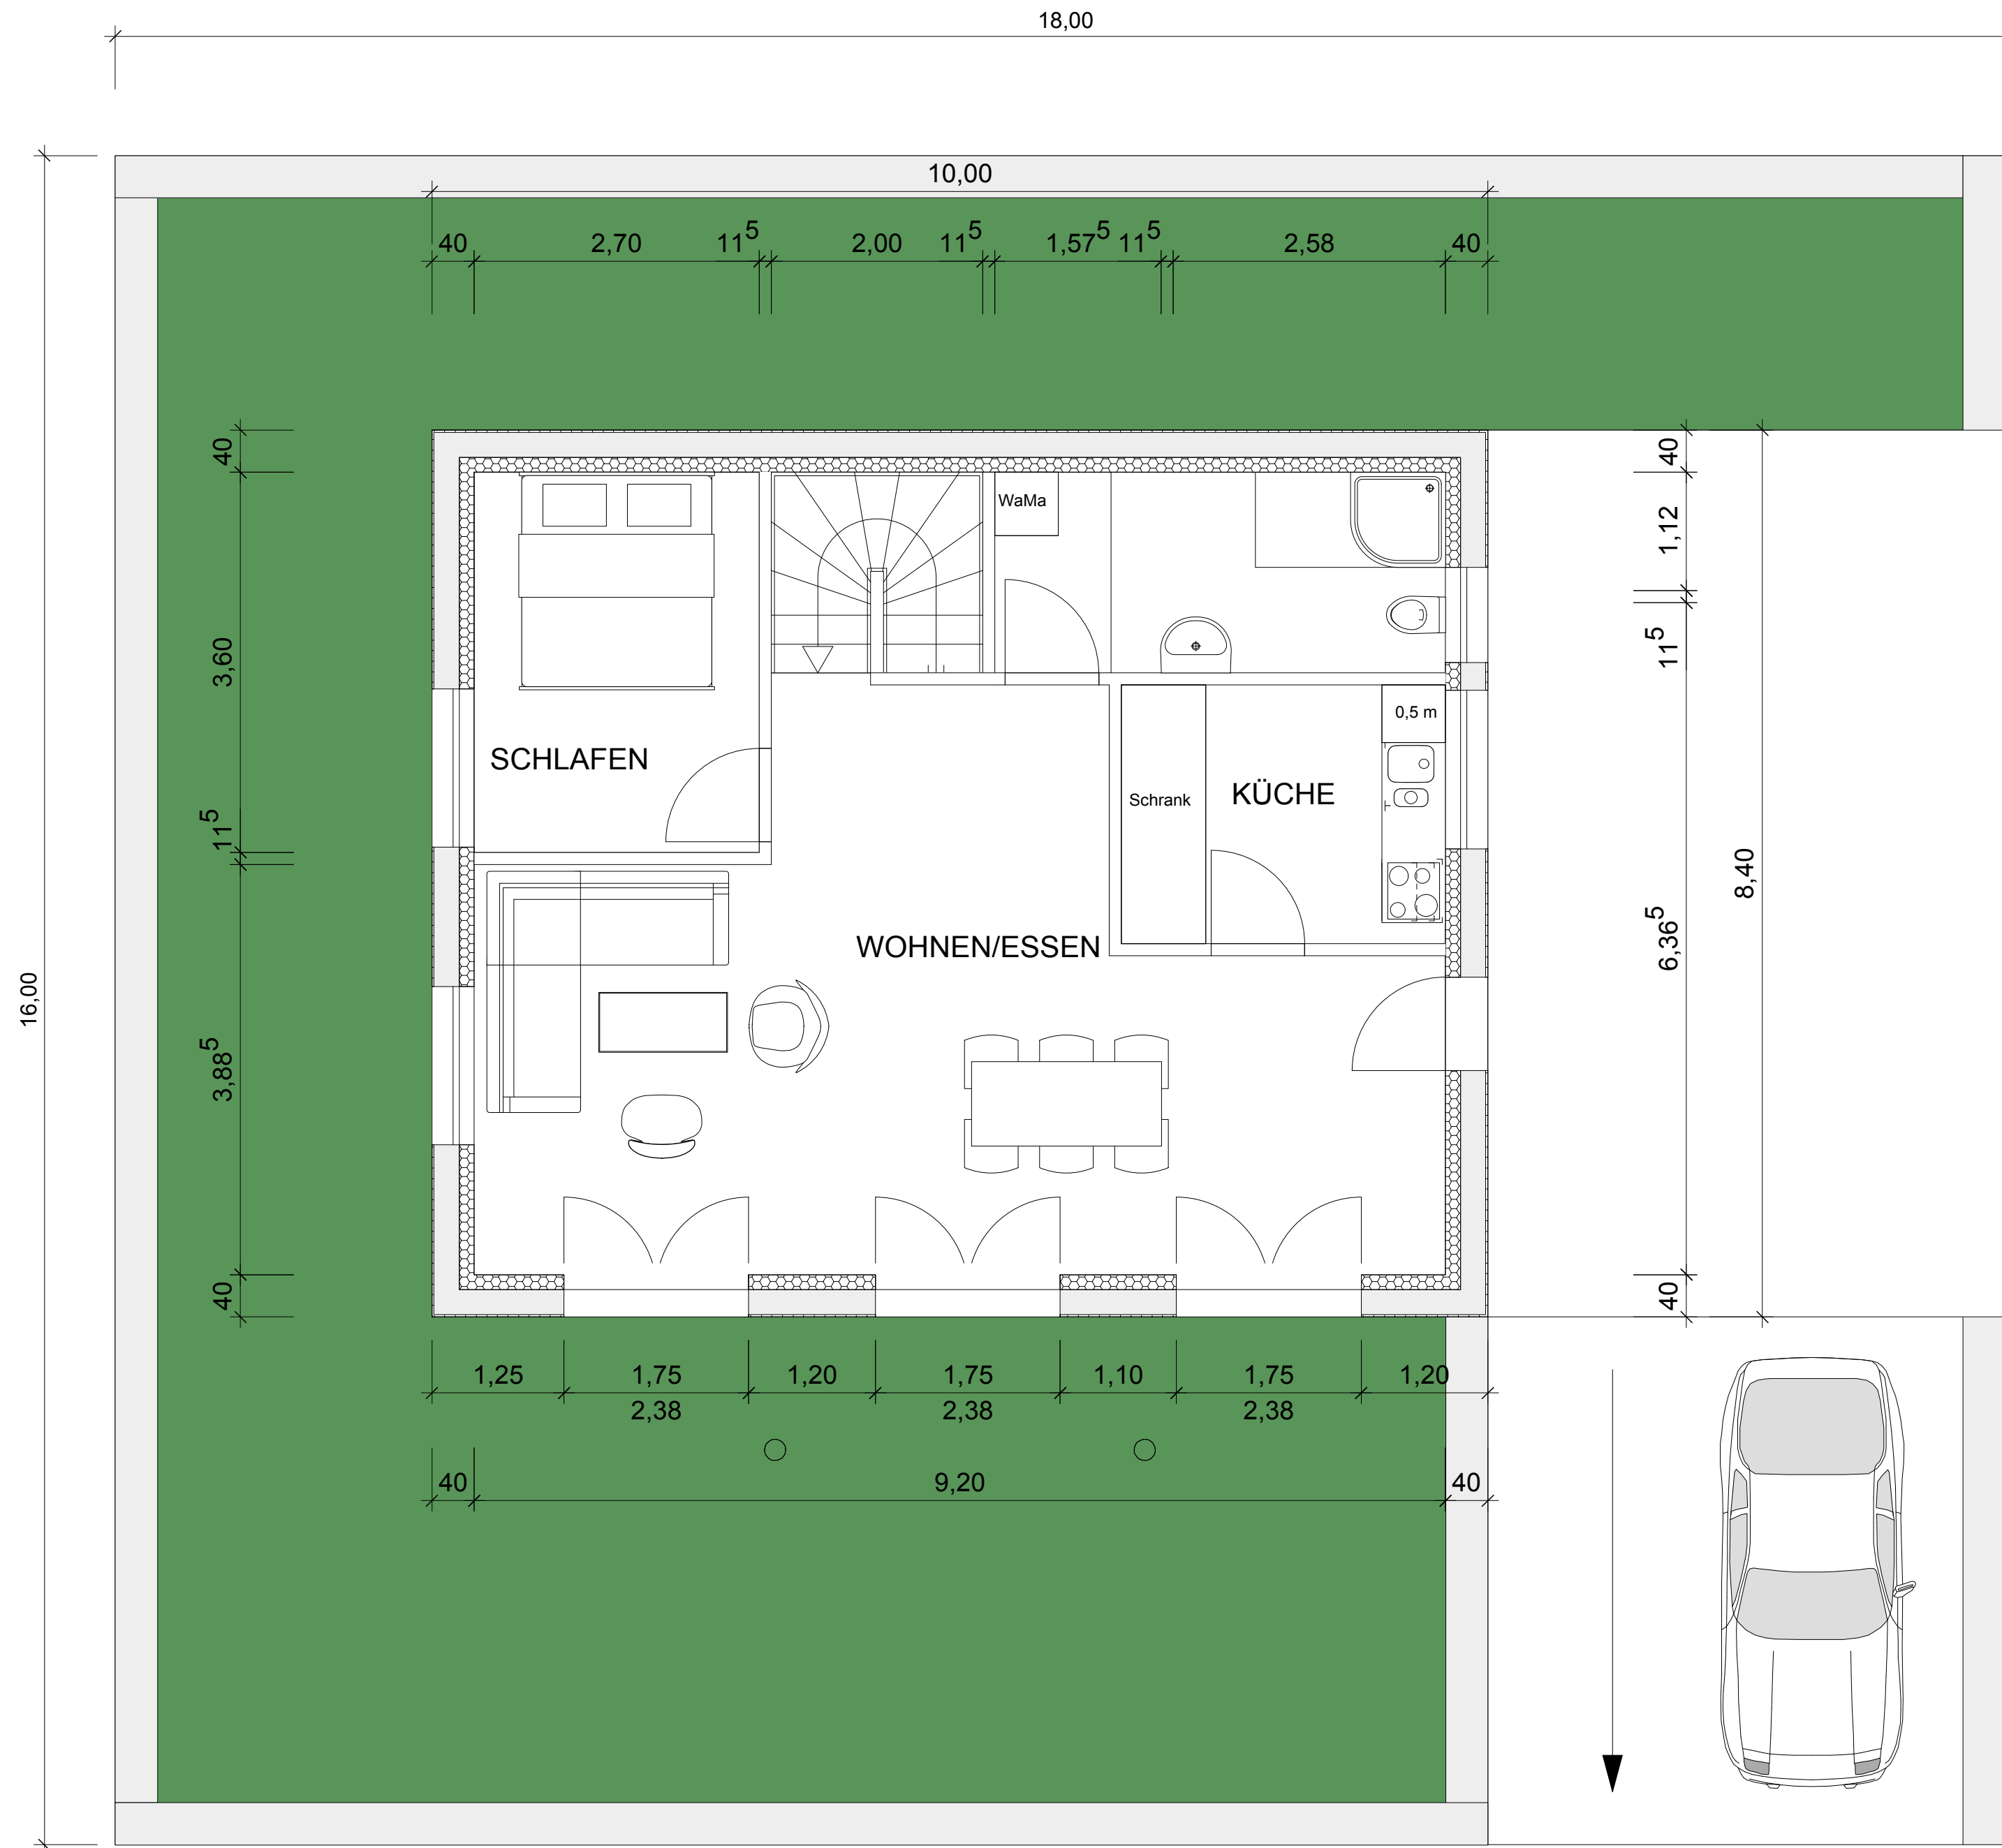 18,00
10,00
40 2,70 11⁵ 2,00 11⁵ 1,57⁵ 11⁵ 2,58 40
40
3,60
11⁵
3,88⁵
40
16,00
WaMa
0,5 m
SCHLAFEN
Schrank
KÜCHE
WOHNEN/ESSEN
40
1,12
11⁵
6,36⁵
40
8,40
1,25 1,75 1,20 1,75 1,10 1,75 1,20
2,38 2,38 2,38
40 9,20 40